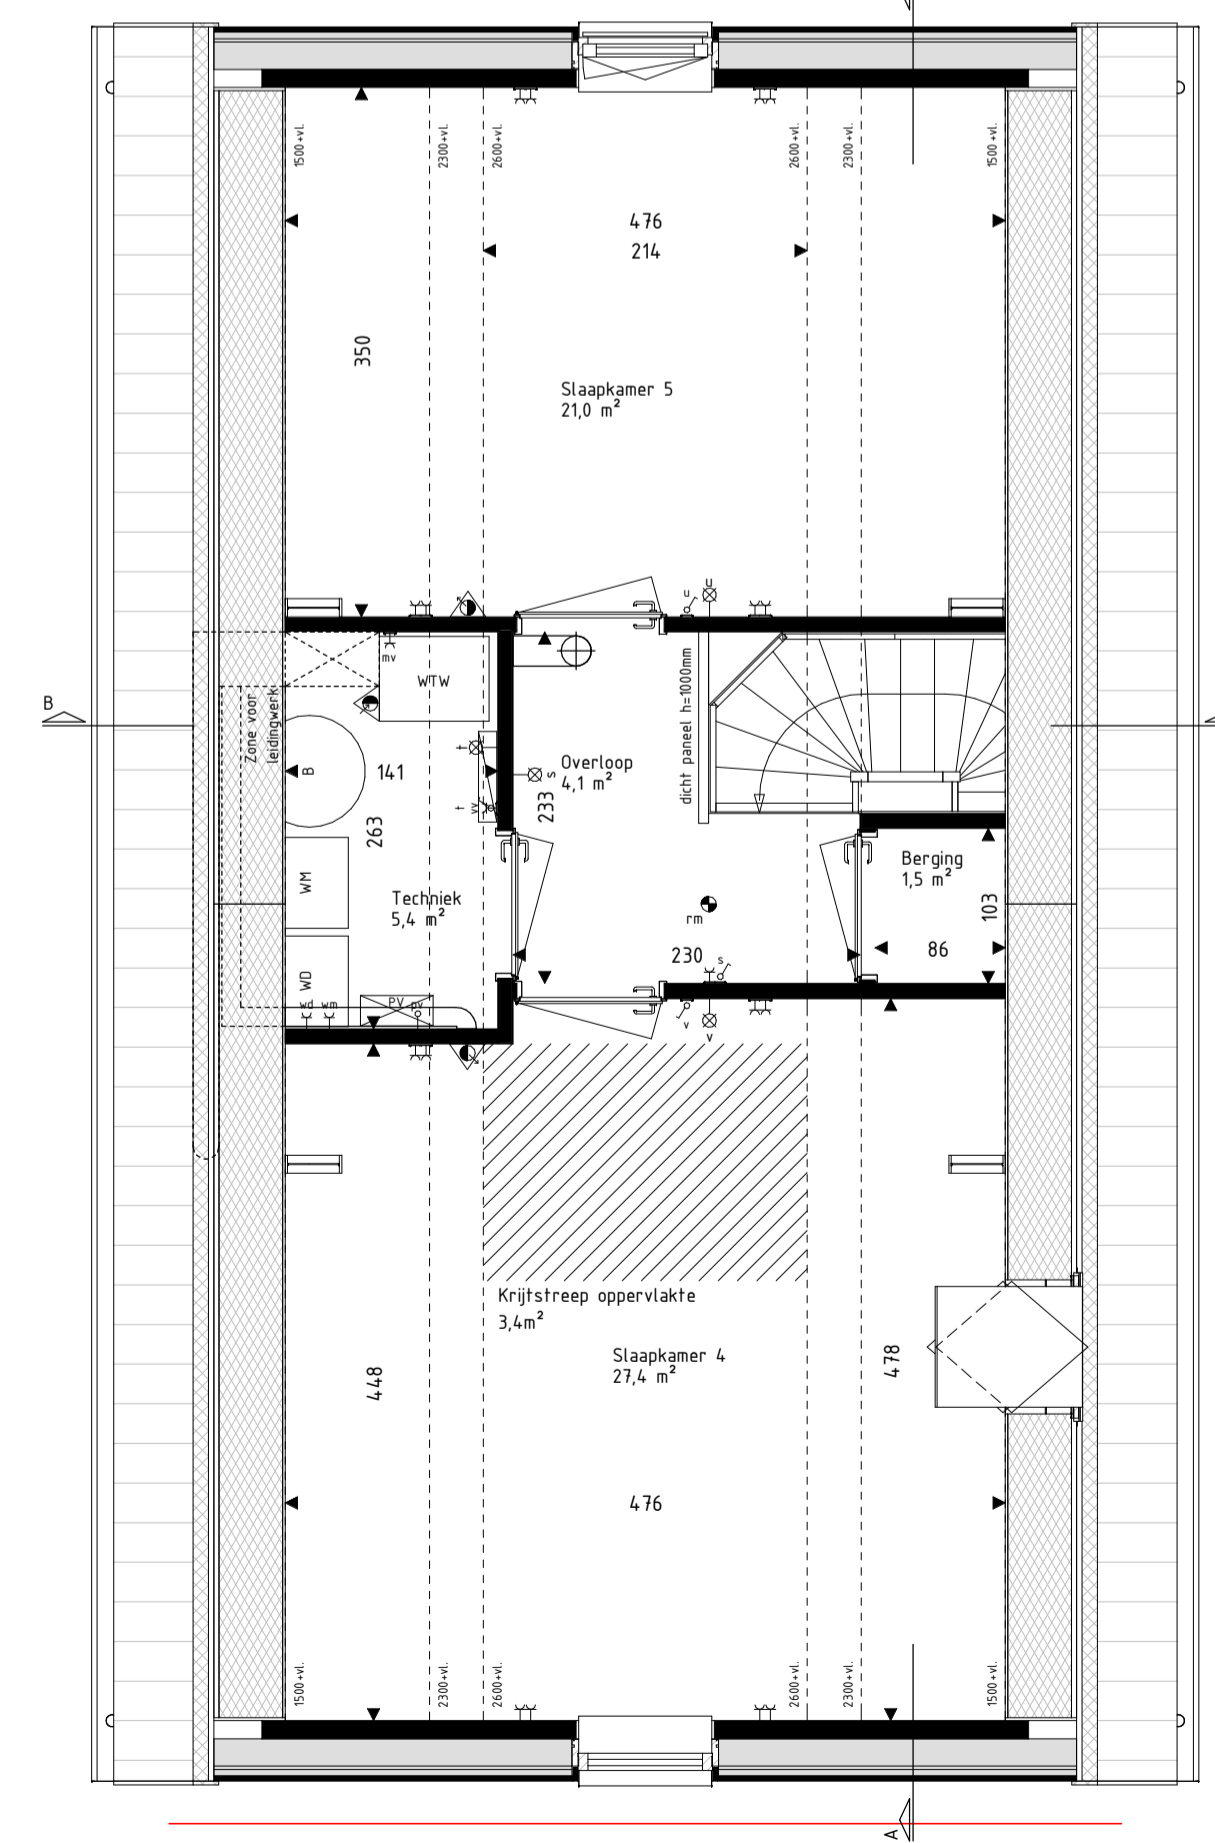 1500+vl.
2300+vl.
2600+vl.
2600+vl.
2300+vl.
1500+vl.
476
214
350
Slaapkamer 5
21,0 m²
u
u
mv
WTW
B
Zone voor
leidingwerk
dicht paneel h=1000mm
t
B
141
s
Overloop
4,1 m²
t
vv
233
263
WM
Techniek
5,4 m²
Berging
1,5 m²
103
rm
230
s
86
WD
d
wm
PV
pv
v
v
Krijtstreep oppervlakte
3,4m²
Slaapkamer 4
27,4 m²
448
478
476
1500+vl.
2300+vl.
2600+vl.
2600+vl.
2300+vl.
1500+vl.
A